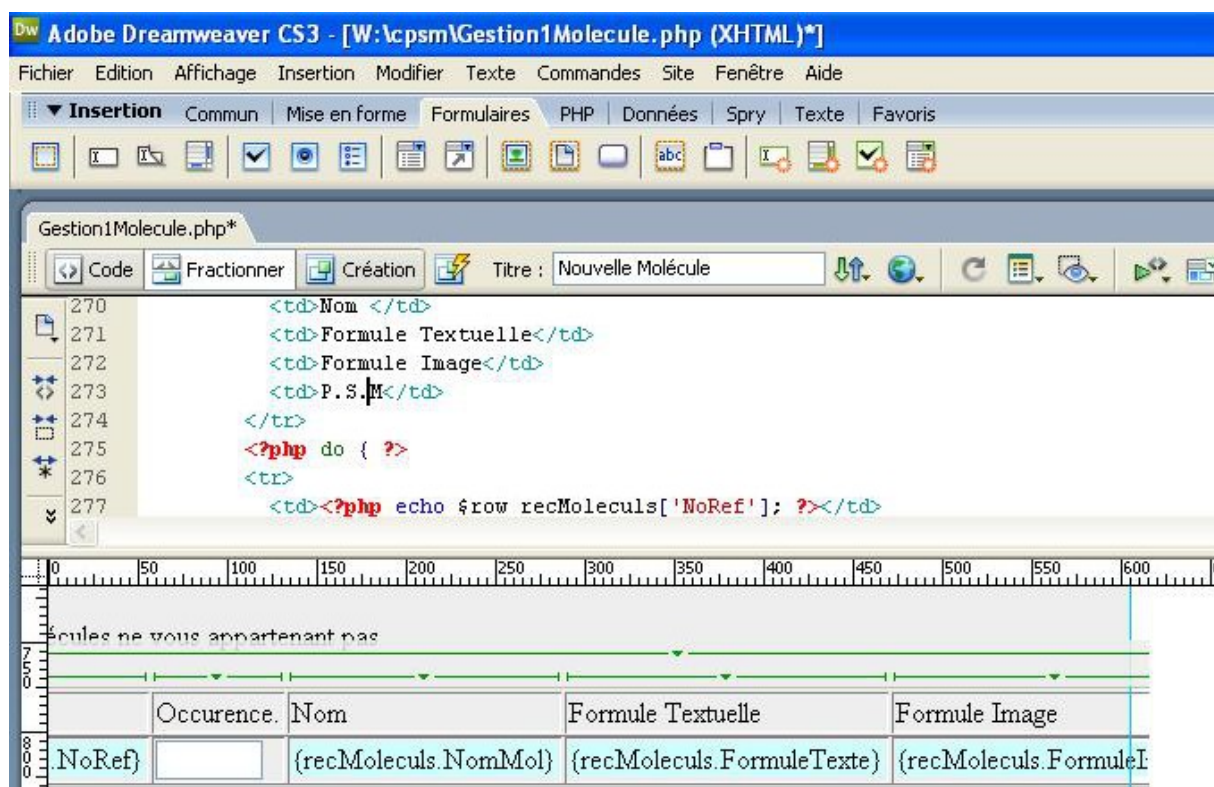 Dw Adobe Dreamweaver CS3 - [W:\cpsm\Gestion1Molecule.php (XHTML)*]
Fichier Edition Affichage Insertion Modifier Texte Commandes Site Fenêtre Aide
▼ Insertion Commun Mise en forme Formulaires PHP Données Spry Texte Favoris
abc
Gestion1Molecule.php*
Code Fractionner Création Titre : Nouvelle Molécule
270 <td>Nom </td>
271 <td>Formule Textuelle</td>
272 <td>Formule Image</td>
273 <td>P.S.M</td>
274 </tr>
275 <?php do { ?>
276 <tr>
277 <td><?php echo $row recMoleculs['NoRef']; ?></td>
0 50 100 150 200 250 300 350 400 450 500 550 600
écules ne vous appartenant pas
750
Occurence. Nom Formule Textuelle Formule Image
800
.NoRef} {recMoleculs.NomMol} {recMoleculs.FormuleTexte} {recMoleculs.FormuleI